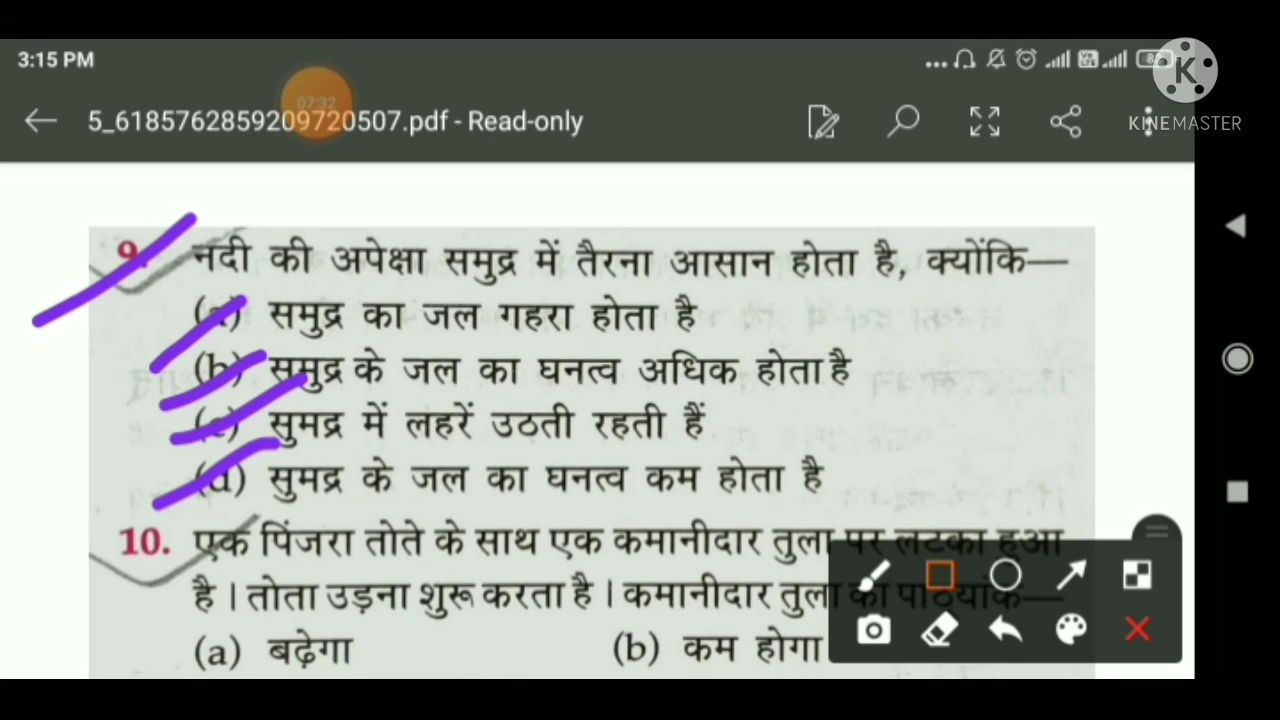 3:15 PM
07:32
5_6185762859209720507.pdf - Read-only
K
KINEMASTER
9. नदी की अपेक्षा समुद्र में तैरना आसान होता है, क्योंकि—
(a) समुद्र का जल गहरा होता है
(b) समुद्र के जल का घनत्व अधिक होता है
(c) सुमद्र में लहरें उठती रहती हैं
(d) सुमद्र के जल का घनत्व कम होता है
10. एक पिंजरा तोते के साथ एक कमानीदार तुला पर लटका हुआ
है । तोता उड़ना शुरू करता है । कमानीदार तुला का पाठ्यांक—
(a) बढ़ेगा (b) कम होगा